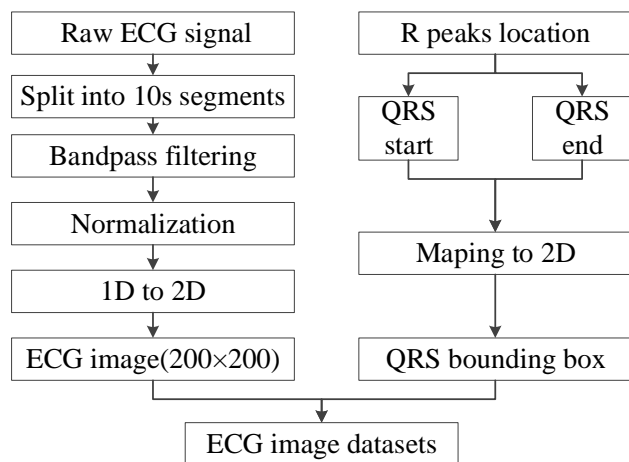 Raw ECG signal
Split into 10s segments
Bandpass filtering
Normalization
1D to 2D
ECG image(200×200)
R peaks location
QRS
start
QRS
end
Maping to 2D
QRS bounding box
ECG image datasets